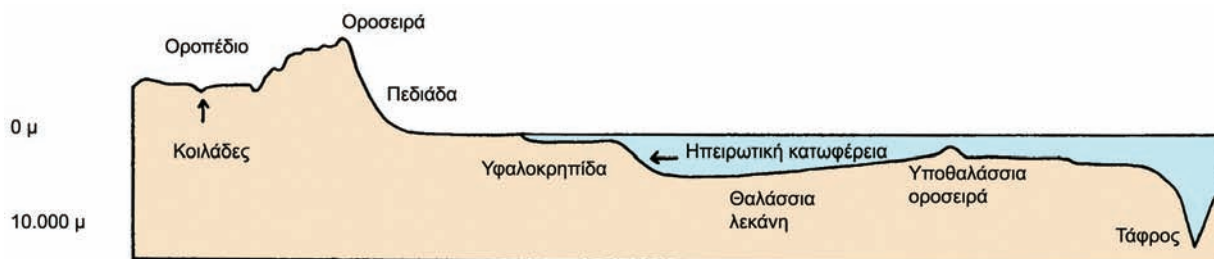 Οροσειρά
Οροπέδιο
Πεδιάδα
0 μ
Κοιλάδες
Υφαλοκρηπίδα
Ηπειρωτική κατωφέρεια
Θαλάσσια
λεκάνη
Υποθαλάσσια
οροσειρά
10.000 μ
Τάφρος